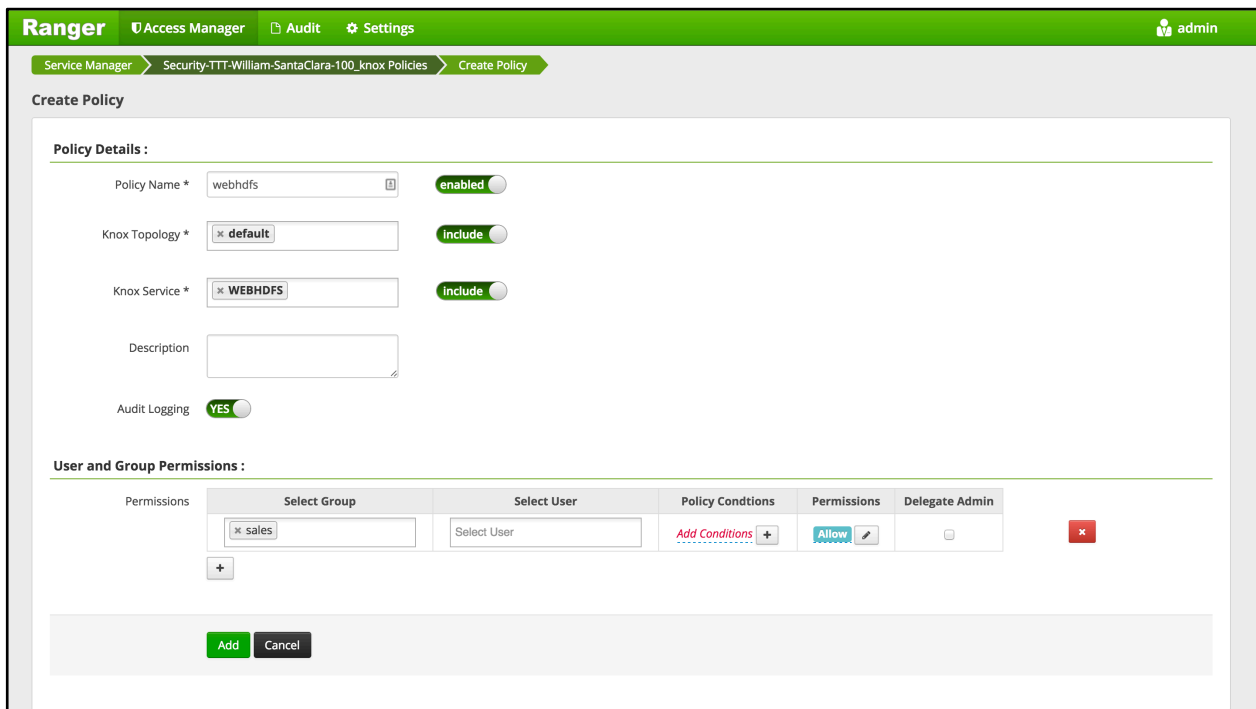 Ranger Access Manager Audit Settings admin
Service Manager Security-TTT-William-SantaClara-100_knox Policies Create Policy
Create Policy
Policy Details :
Policy Name * webhdfs enabled
Knox Topology * × default include
Knox Service * × WEBHDFS include
Description
Audit Logging YES
User and Group Permissions :
Permissions Select Group Select User Policy Condtions Permissions Delegate Admin
× sales Select User Add Conditions + Allow ×
+
Add Cancel